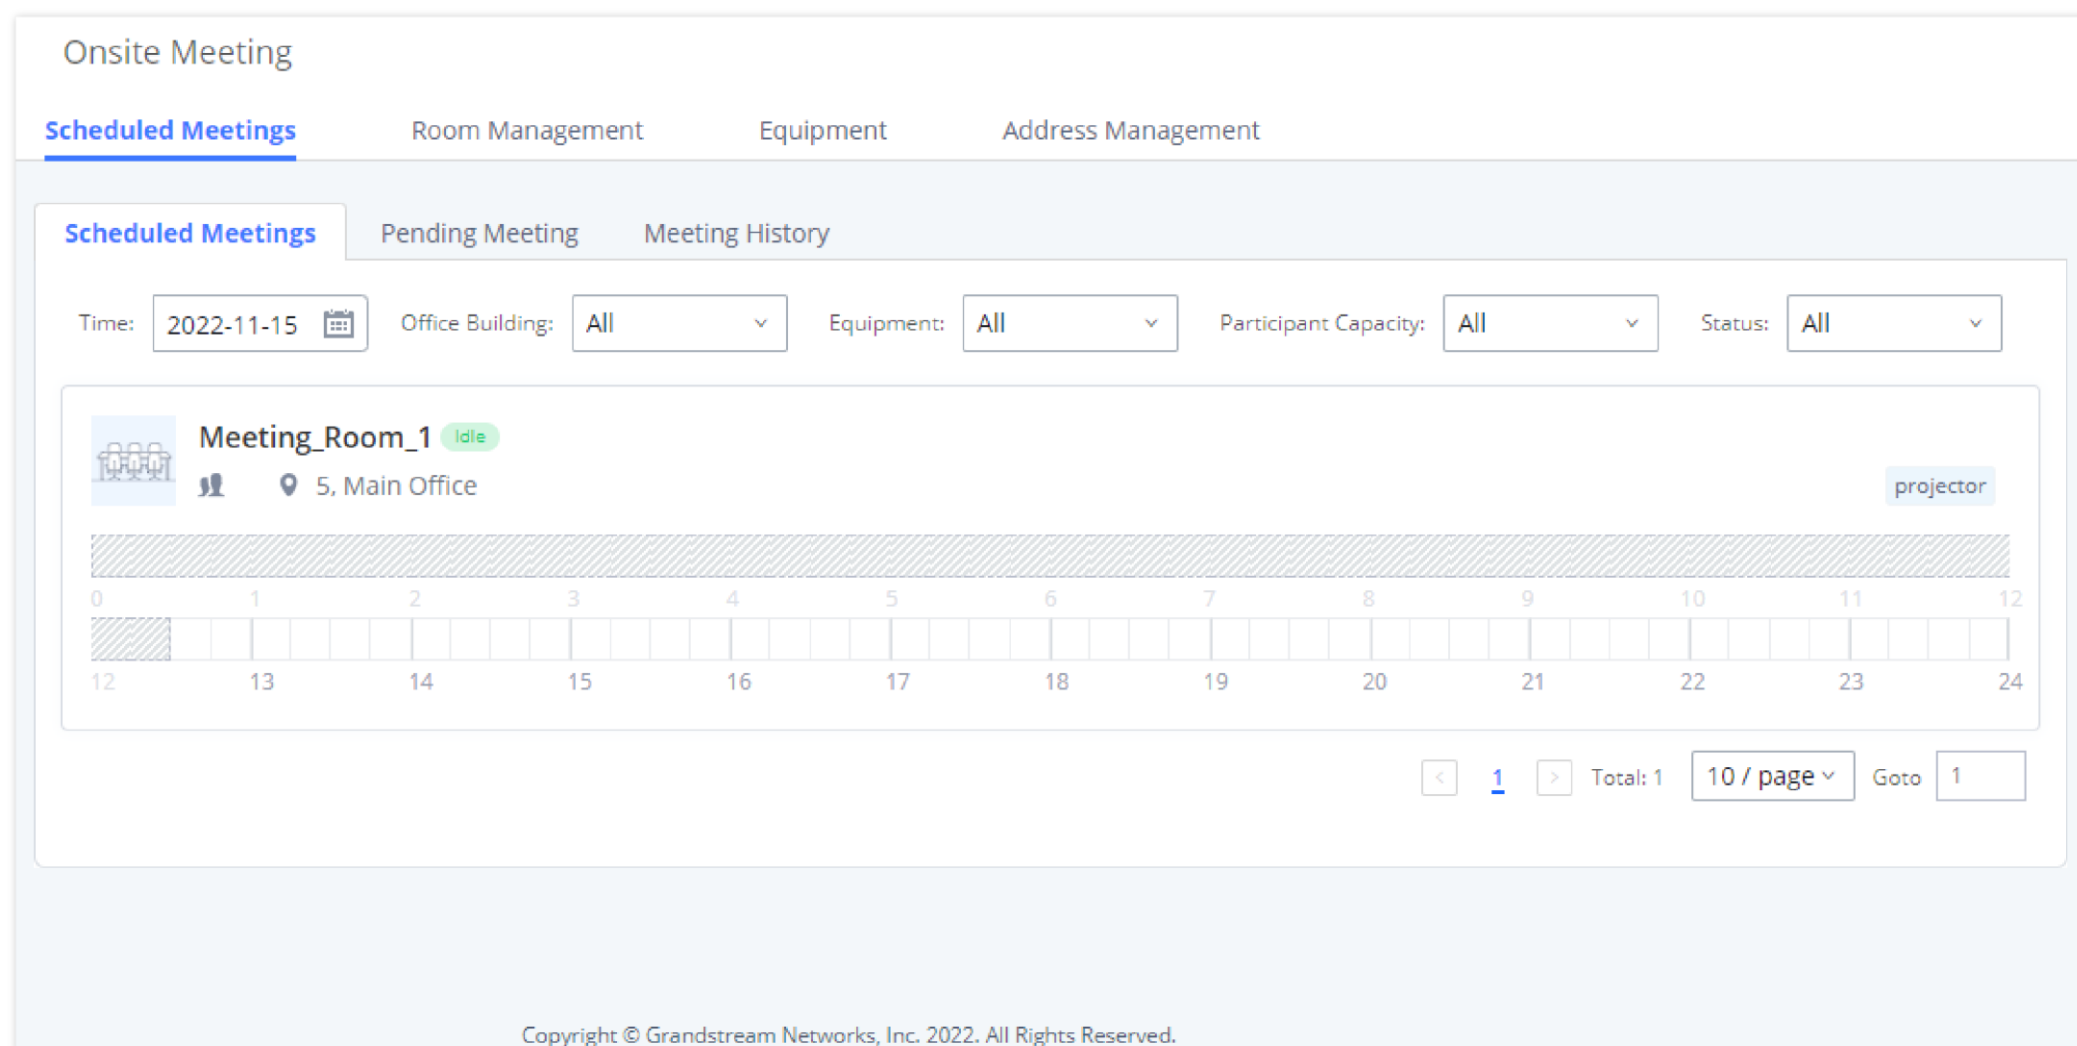 Onsite Meeting
Scheduled Meetings Room Management Equipment Address Management
Scheduled Meetings Pending Meeting Meeting History
Time: 2022-11-15 Office Building: All Equipment: All Participant Capacity: All Status: All
Meeting_Room_1 Idle
5, Main Office projector
0 1 2 3 4 5 6 7 8 9 10 11 12
12 13 14 15 16 17 18 19 20 21 22 23 24
< 1 > Total: 1 10 / page Goto 1
Copyright © Grandstream Networks, Inc. 2022. All Rights Reserved.